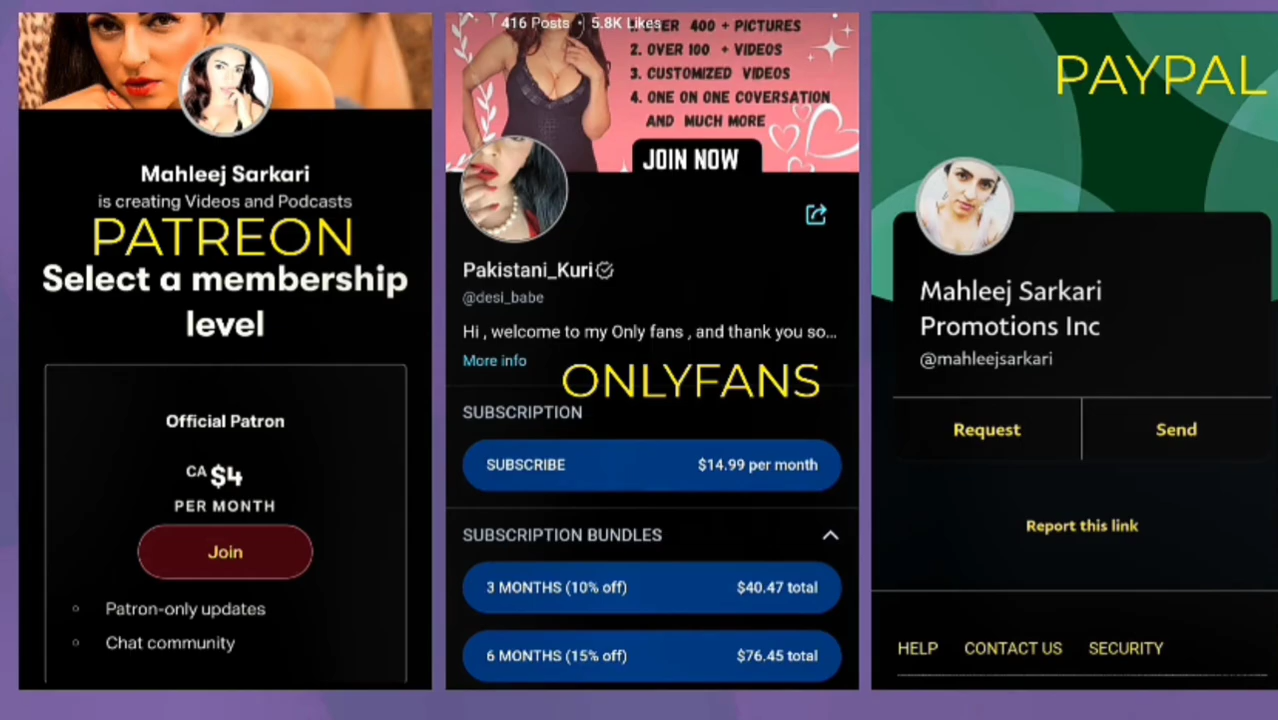 Mahleej Sarkari
is creating Videos and Podcasts
PATREON
Select a membership
level
Official Patron
CA $4
PER MONTH
Join
Patron-only updates
Chat community
416 Posts • 5.8K Likes
1. OVER 400 + PICTURES
2. OVER 100 + VIDEOS
3. CUSTOMIZED VIDEOS
4. ONE ON ONE COVERSATION
AND MUCH MORE
JOIN NOW
Pakistani_Kuri
@desi_babe
Hi , welcome to my Only fans , and thank you so...
More info
ONLYFANS
SUBSCRIPTION
SUBSCRIBE $14.99 per month
SUBSCRIPTION BUNDLES
3 MONTHS (10% off) $40.47 total
6 MONTHS (15% off) $76.45 total
PAYPAL
Mahleej Sarkari
Promotions Inc
@mahleejsarkari
Request Send
Report this link
HELP CONTACT US SECURITY